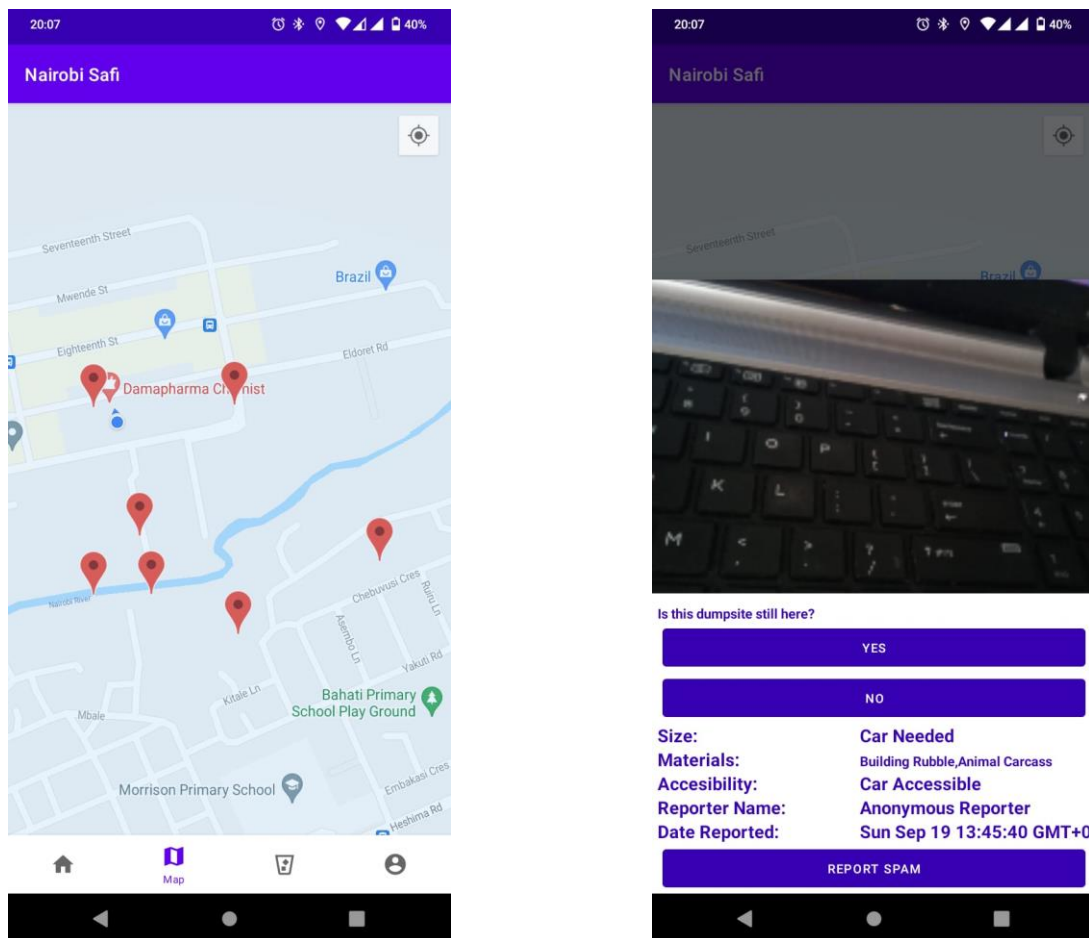 20:07
40%
Nairobi Safi
Seventeenth Street
Brazil
Mwende St
Eighteenth St
Eldoret Rd
Damapharma Ch
nist
Nairobi River
Chebuvusi Cres
Ruiru Ln
Asembo Ln
Yakuti Rd
Kitale Ln
Bahati Primary
School Play Ground
Mbale
Morrison Primary School
Embakasi Cres
Heshima Rd
Map
20:07
40%
Nairobi Safi
Seventeenth Street
Brazil
I O P
K L
M < > ?
Is this dumpsite still here?
YES
NO
Size: Car Needed
Materials: Building Rubble,Animal Carcass
Accesibility: Car Accessible
Reporter Name: Anonymous Reporter
Date Reported: Sun Sep 19 13:45:40 GMT+0
REPORT SPAM